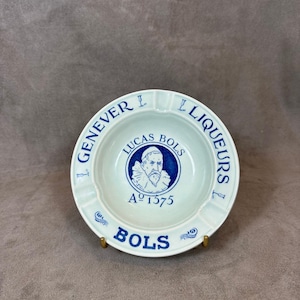 GENEVER
LIQUEURS
LUCAS BOLS
Aº 1575
BOLS